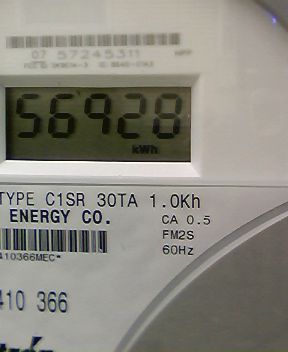 07 57245311
56928
kWh
TYPE C1SR 30TA 1.0Kh
ENERGY CO.
CA 0.5
FM2S
60Hz
410366MEC*
410 366